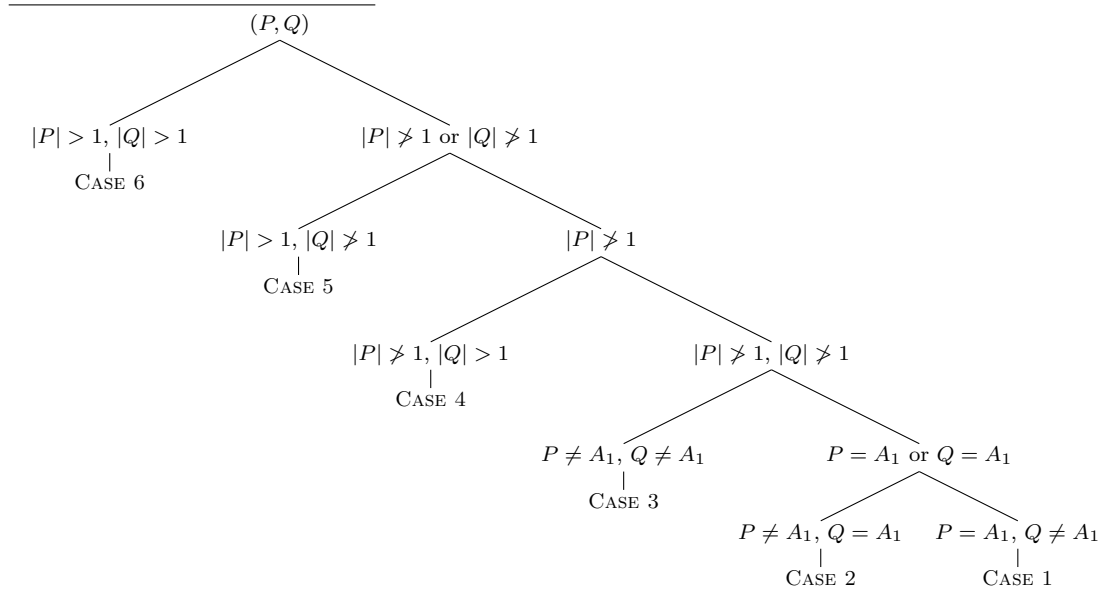 (P, Q)
|P| > 1, |Q| > 1
|P| ≯ 1 or |Q| ≯ 1
CASE 6
|P| > 1, |Q| ≯ 1
|P| ≯ 1
CASE 5
|P| ≯ 1, |Q| > 1
|P| ≯ 1, |Q| ≯ 1
CASE 4
P ≠ A₁, Q ≠ A₁
P = A₁ or Q = A₁
CASE 3
P ≠ A₁, Q = A₁
P = A₁, Q ≠ A₁
CASE 2
CASE 1